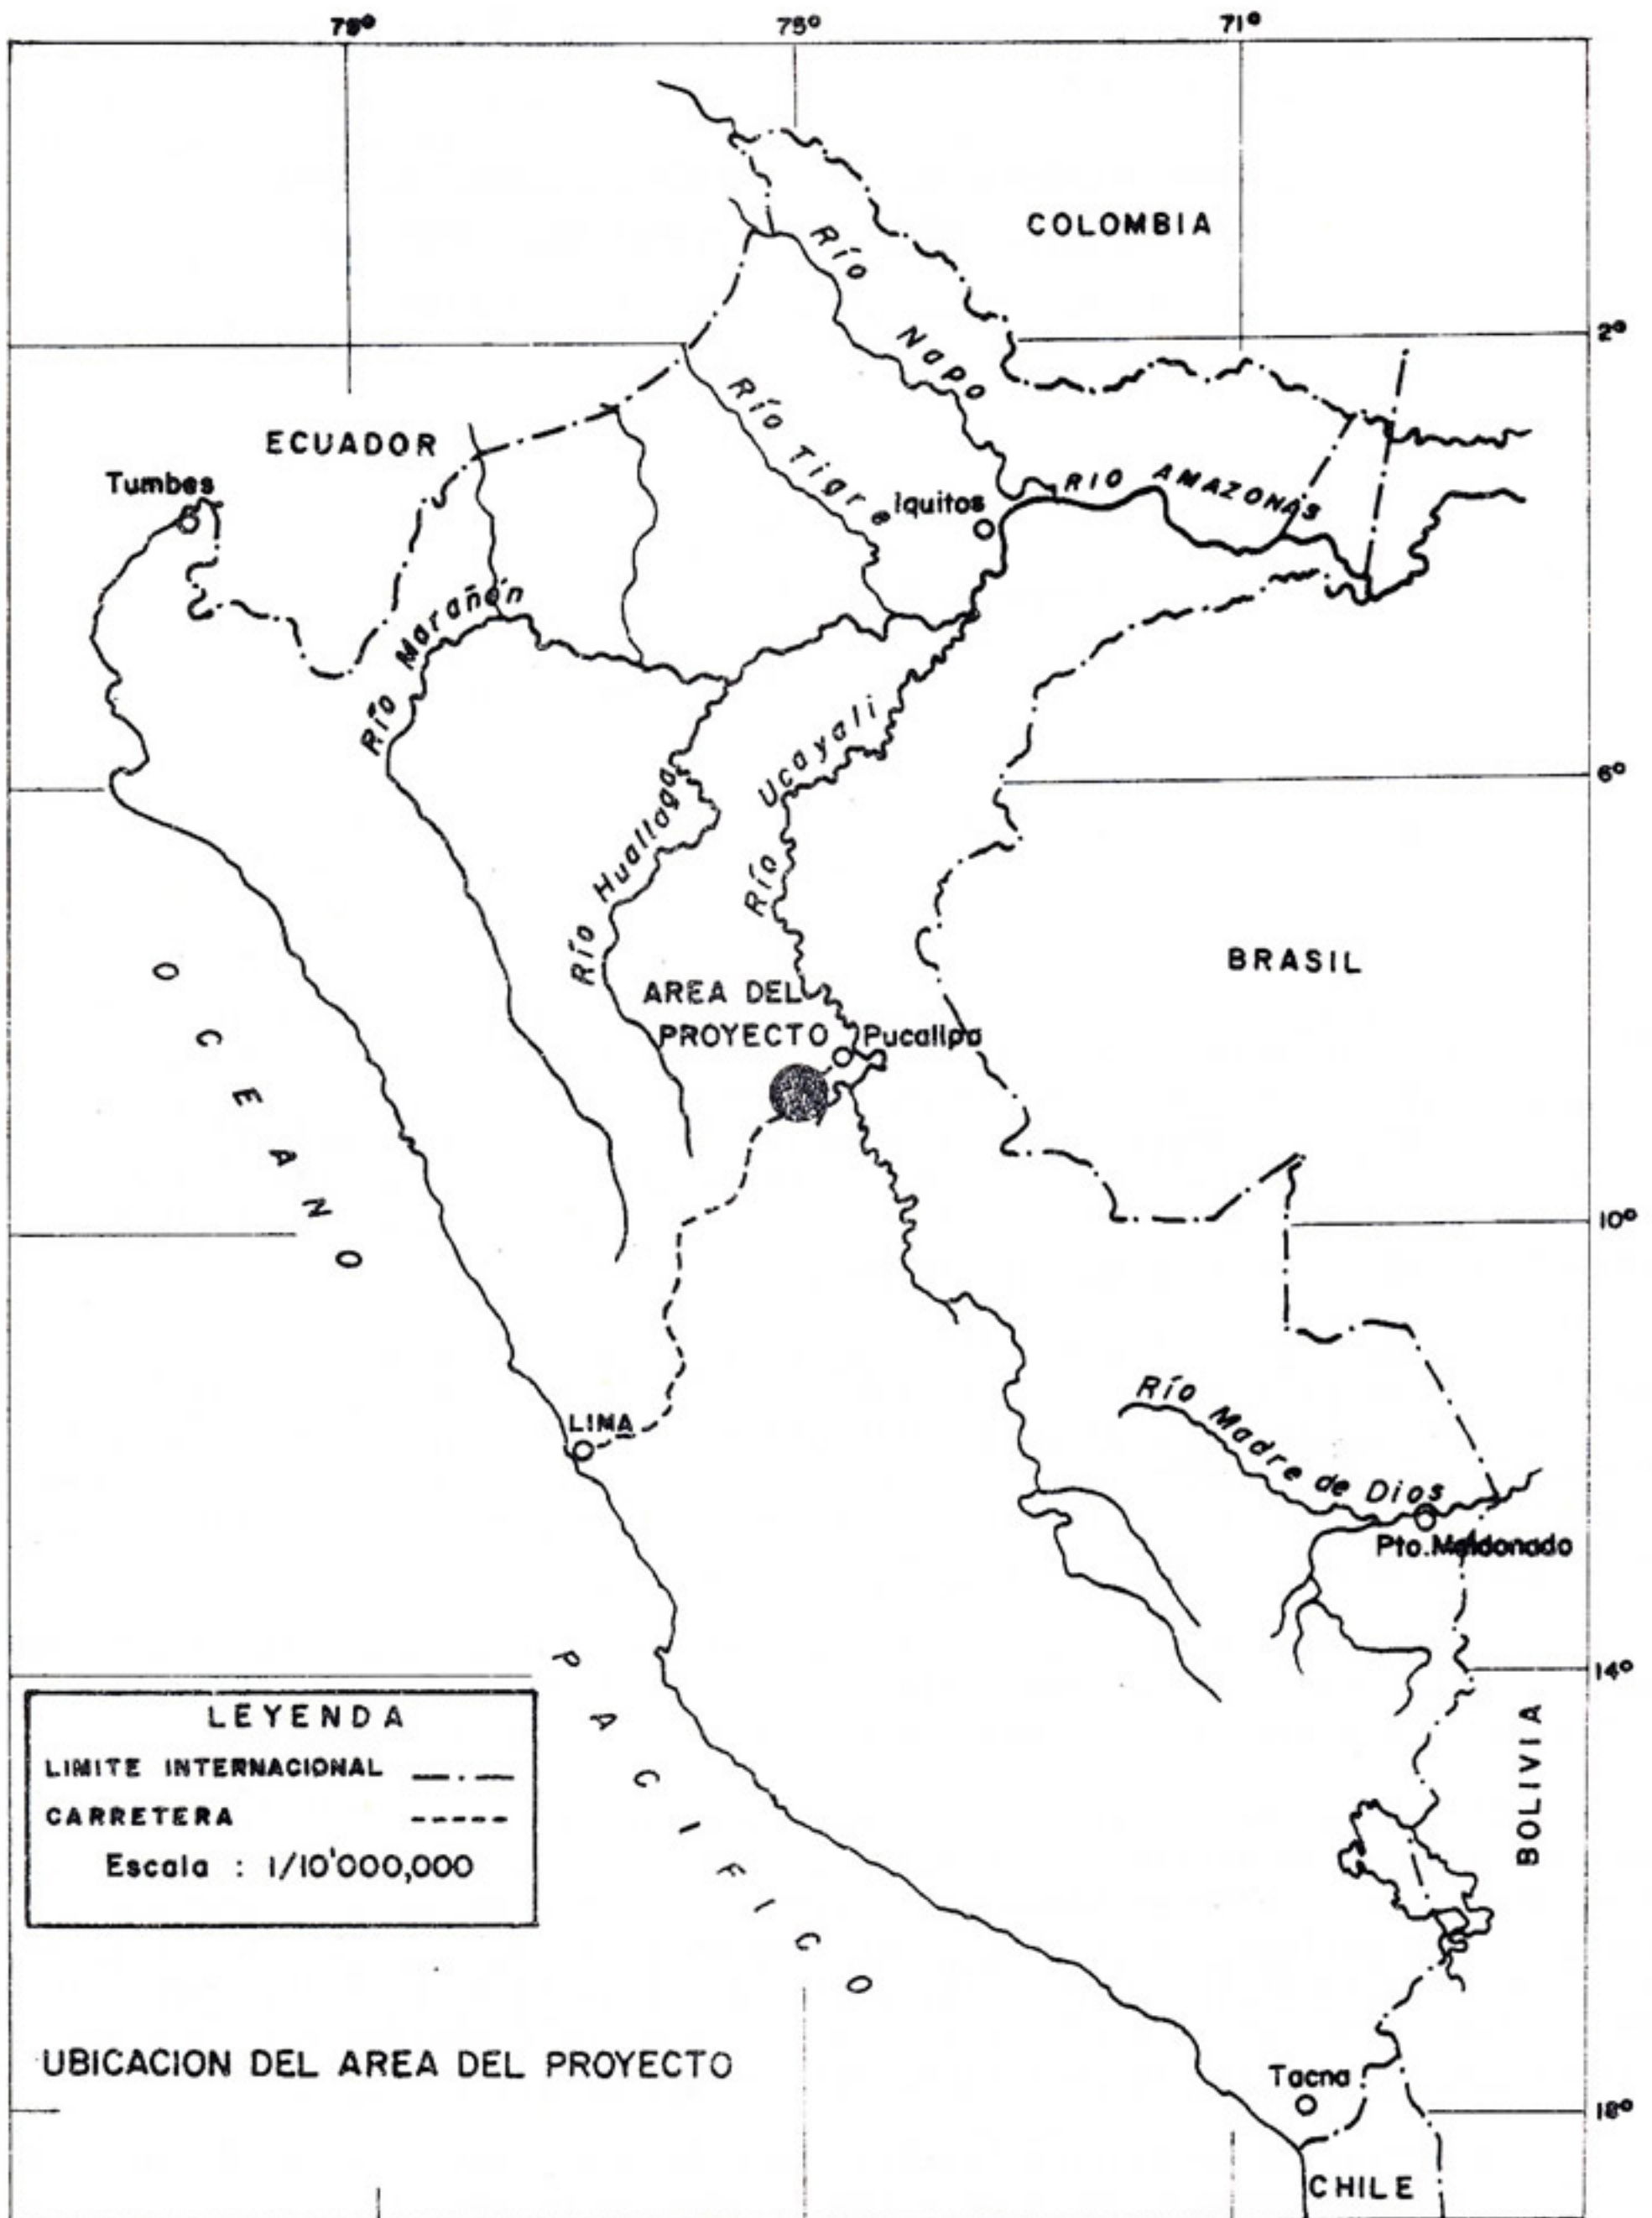 79°
75°
71°
COLOMBIA
Río Napo
2°
ECUADOR
Río Tigre
Tumbes
Iquitos
RIO AMAZONAS
Río Marañón
6°
Río Ucayali
Río Huallaga
BRASIL
AREA DEL
PROYECTO
Pucallpa
OCEANO
10°
LIMA
Río Madre de Dios
Pto. Maldonado
PACIFICO
14°
LEYENDA
LIMITE INTERNACIONAL
CARRETERA
Escala : 1/10'000,000
BOLIVIA
UBICACION DEL AREA DEL PROYECTO
Tacna
18°
CHILE